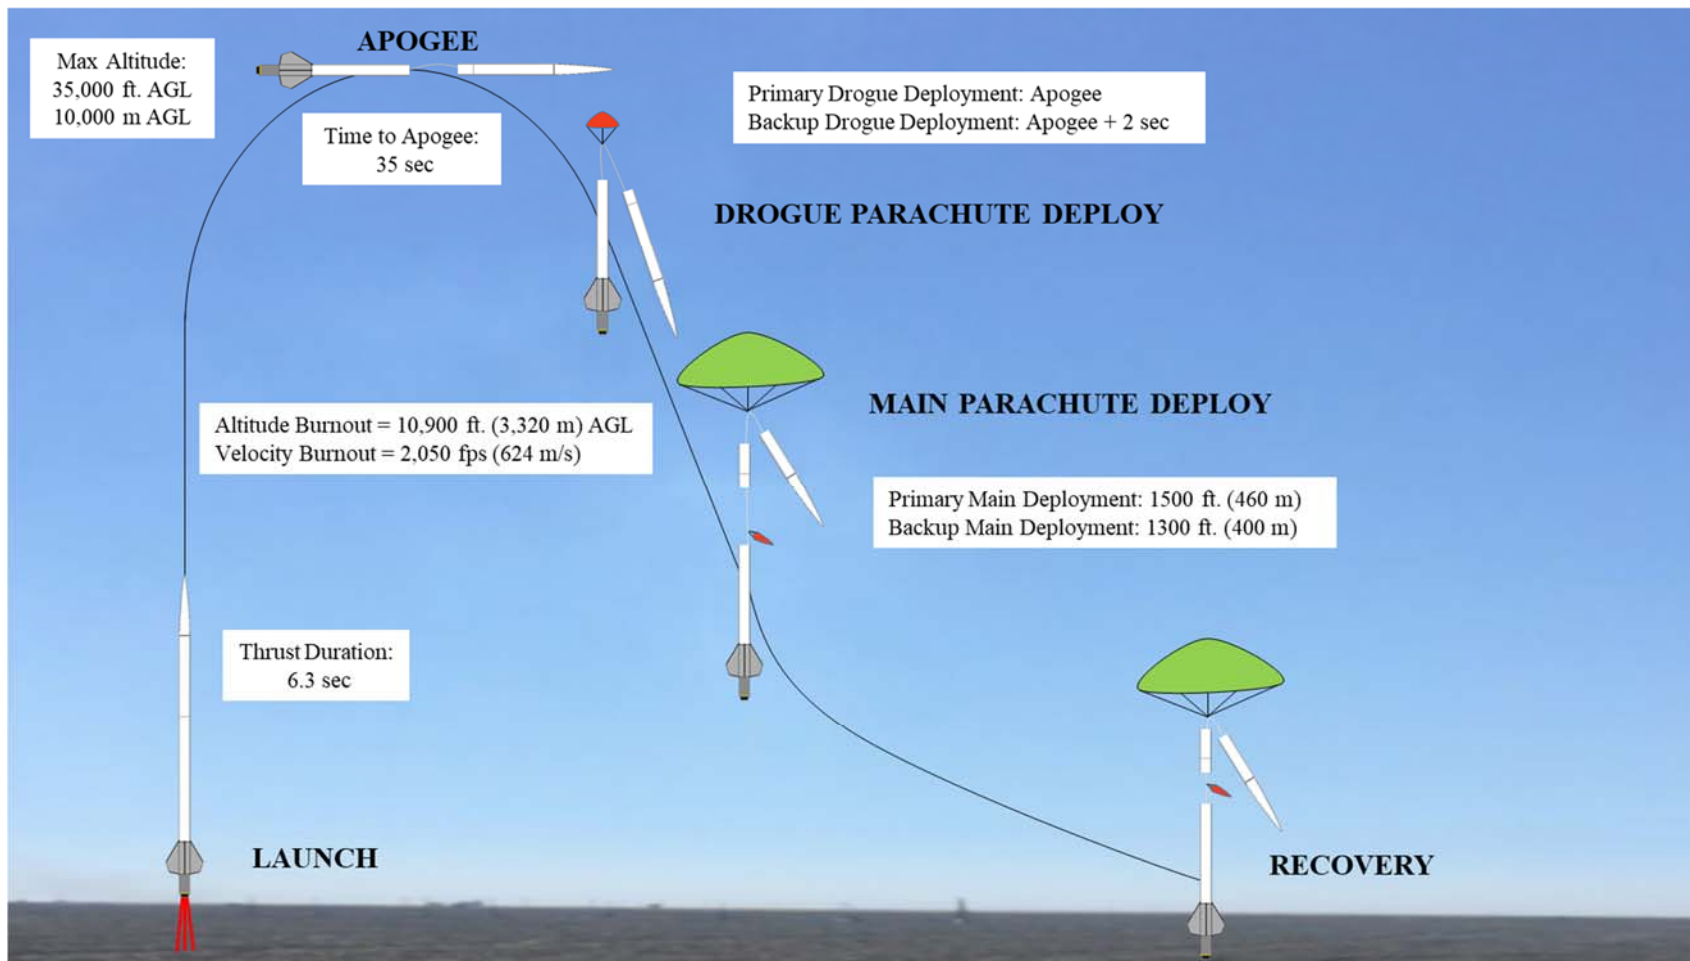 APOGEE
Max Altitude:
35,000 ft. AGL
10,000 m AGL
Time to Apogee:
35 sec
Primary Drogue Deployment: Apogee
Backup Drogue Deployment: Apogee + 2 sec
DROGUE PARACHUTE DEPLOY
MAIN PARACHUTE DEPLOY
Altitude Burnout = 10,900 ft. (3,320 m) AGL
Velocity Burnout = 2,050 fps (624 m/s)
Primary Main Deployment: 1500 ft. (460 m)
Backup Main Deployment: 1300 ft. (400 m)
Thrust Duration:
6.3 sec
LAUNCH
RECOVERY